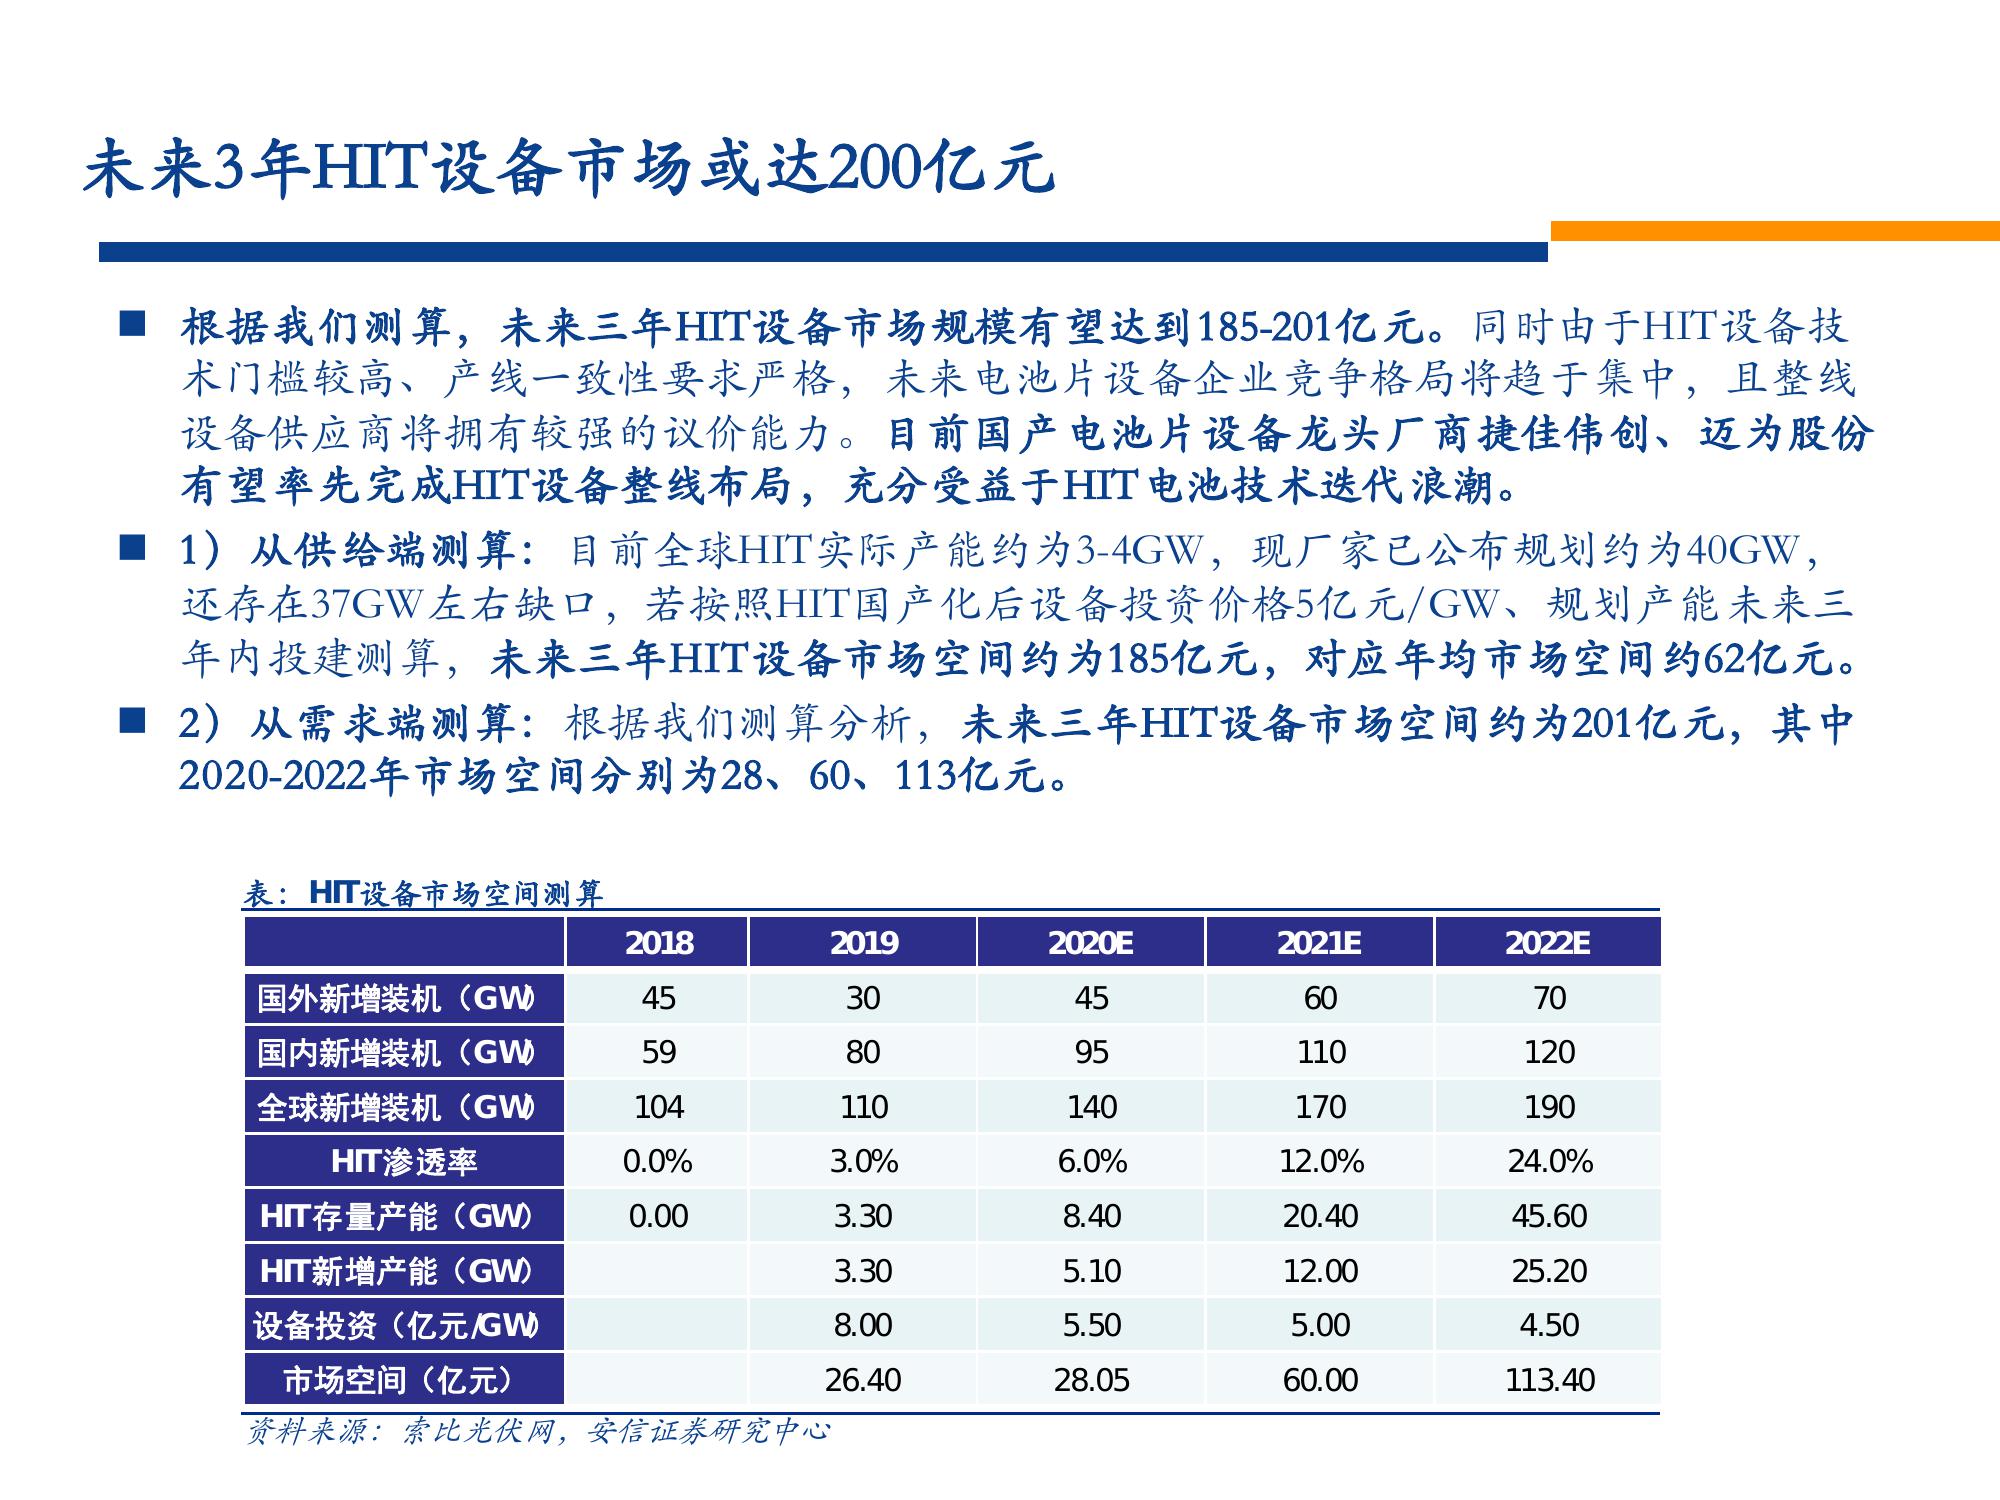 未来3年HIT设备市场或达200亿元
■ 根据我们测算，未来三年HIT设备市场规模有望达到185-201亿元。同时由于HIT设备技
术门槛较高、产线一致性要求严格，未来电池片设备企业竞争格局将趋于集中，且整线
设备供应商将拥有较强的议价能力。目前国产电池片设备龙头厂商捷佳伟创、迈为股份
有望率先完成HIT设备整线布局，充分受益于HIT电池技术迭代浪潮。
■ 1）从供给端测算：目前全球HIT实际产能约为3-4GW，现厂家已公布规划约为40GW，
还存在37GW左右缺口，若按照HIT国产化后设备投资价格5亿元/GW、规划产能未来三
年内投建测算，未来三年HIT设备市场空间约为185亿元，对应年均市场空间约62亿元。
■ 2）从需求端测算：根据我们测算分析，未来三年HIT设备市场空间约为201亿元，其中
2020-2022年市场空间分别为28、60、113亿元。
表：HIT设备市场空间测算
2018 2019 2020E 2021E 2022E
国外新增装机（GW） 45 30 45 60 70
国内新增装机（GW） 59 80 95 110 120
全球新增装机（GW） 104 110 140 170 190
HIT渗透率 0.0% 3.0% 6.0% 12.0% 24.0%
HIT存量产能（GW） 0.00 3.30 8.40 20.40 45.60
HIT新增产能（GW） 3.30 5.10 12.00 25.20
设备投资（亿元/GW） 8.00 5.50 5.00 4.50
市场空间（亿元） 26.40 28.05 60.00 113.40
资料来源：索比光伏网，安信证券研究中心